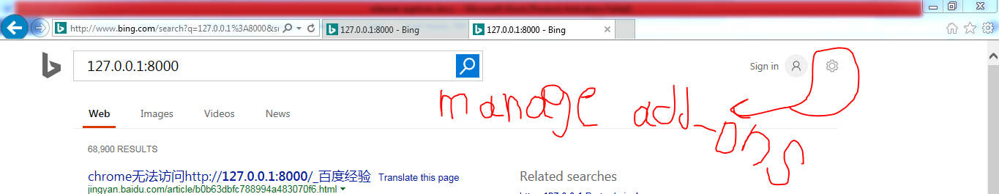 http://www.bing.com/search?q=127.0.0.1%3A8000&s
127.0.0.1:8000 - Bing
127.0.0.1:8000 - Bing
127.0.0.1:8000
Sign in
manage add-ons
Web
Images
Videos
News
68,900 RESULTS
chrome无法访问http://127.0.0.1:8000/_百度经验 Translate this page
jingyan.baidu.com/article/b0b63dbfc788994a483070f6.html
Related searches